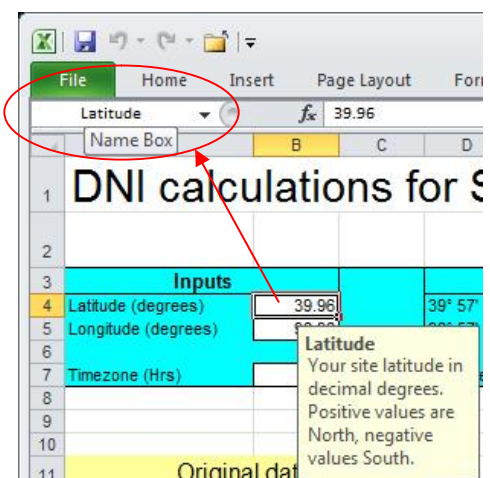 File Home Insert Page Layout
Latitude fx 39.96
Name Box
B C D
1 DNI calculations for
2
3 Inputs
4 Latitude (degrees) 39.96 39° 57'
5 Longitude (degrees)
6
7 Timezone (Hrs)
8
9
10
11 Original
Latitude
Your site latitude in
decimal degrees.
Positive values are
North, negative
values South.